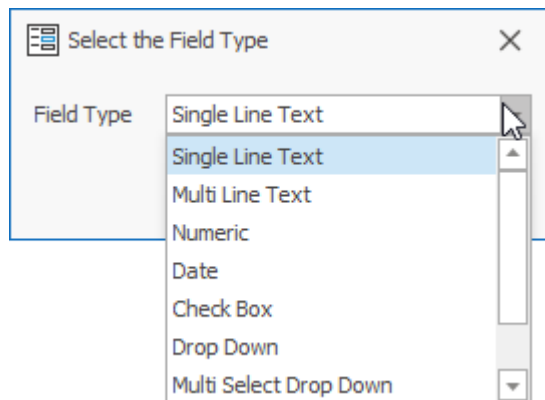 Select the Field Type
Field Type Single Line Text
Single Line Text
Multi Line Text
Numeric
Date
Check Box
Drop Down
Multi Select Drop Down